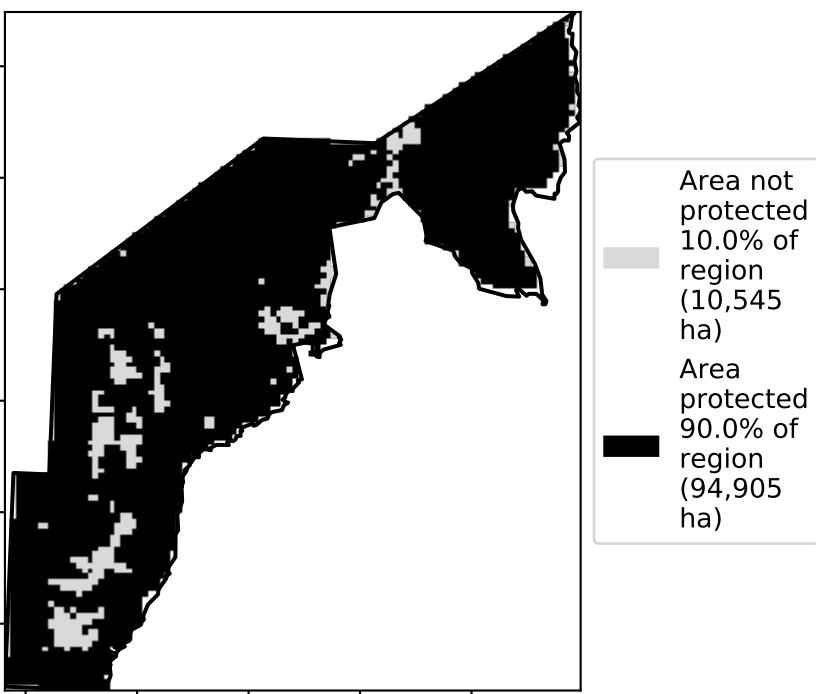 Area not
protected
10.0% of
region
(10,545
ha)
Area
protected
90.0% of
region
(94,905
ha)